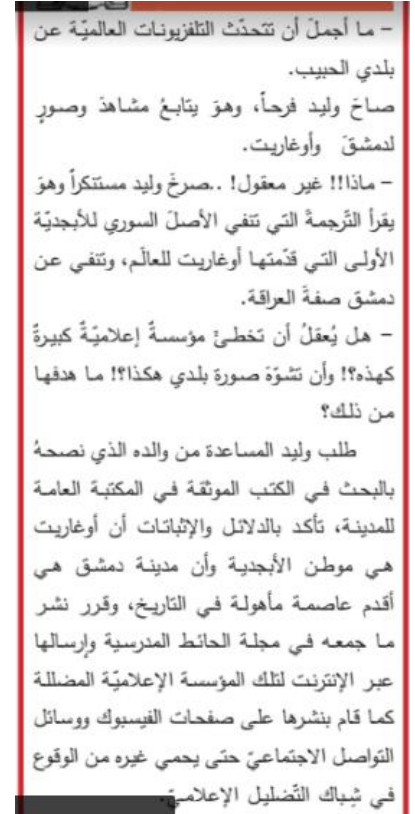 – ما أجملَ أن تتحدّث التلفزيونات العالميّة عن
بلدي الحبيب.
صاحَ وليد فرحاً، وهوَ يتابعُ مشاهدَ وصورٍ
لدمشقَ وأوغاريت.
– ماذا!! غير معقول! ..صرخَ وليد مستنكراً وهوَ
يقرأ التَّرجمةَ التي تنفي الأصلَ السوري للأبجديّة
الأولى التي قدّمتها أوغاريت للعالَم، وتنفي عن
دمشق صفةَ العراقة.
– هل يُعقلُ أن تخطئَ مؤسسةٌ إعلاميّةٌ كبيرةٌ
كهذه؟! وأن تشوّهَ صورة بلدي هكذا؟! ما هدفها
من ذلك؟
طلب وليد المساعدة من والده الذي نصحهُ
بالبحث في الكتب الموثقة في المكتبة العامة
للمدينة، تأكد بالدلائل والإثباتات أن أوغاريت
هي موطن الأبجدية وأن مدينة دمشق هي
أقدم عاصمة مأهولة في التاريخ، وقرر نشر
ما جمعه في مجلة الحائط المدرسية وإرسالها
عبر الإنترنت لتلك المؤسسة الإعلاميّة المضللة
كما قام بنشرها على صفحات الفيسبوك ووسائل
التواصل الاجتماعيّ حتى يحمي غيره من الوقوع
في شِباك التَّضليل الإعلاميّ.